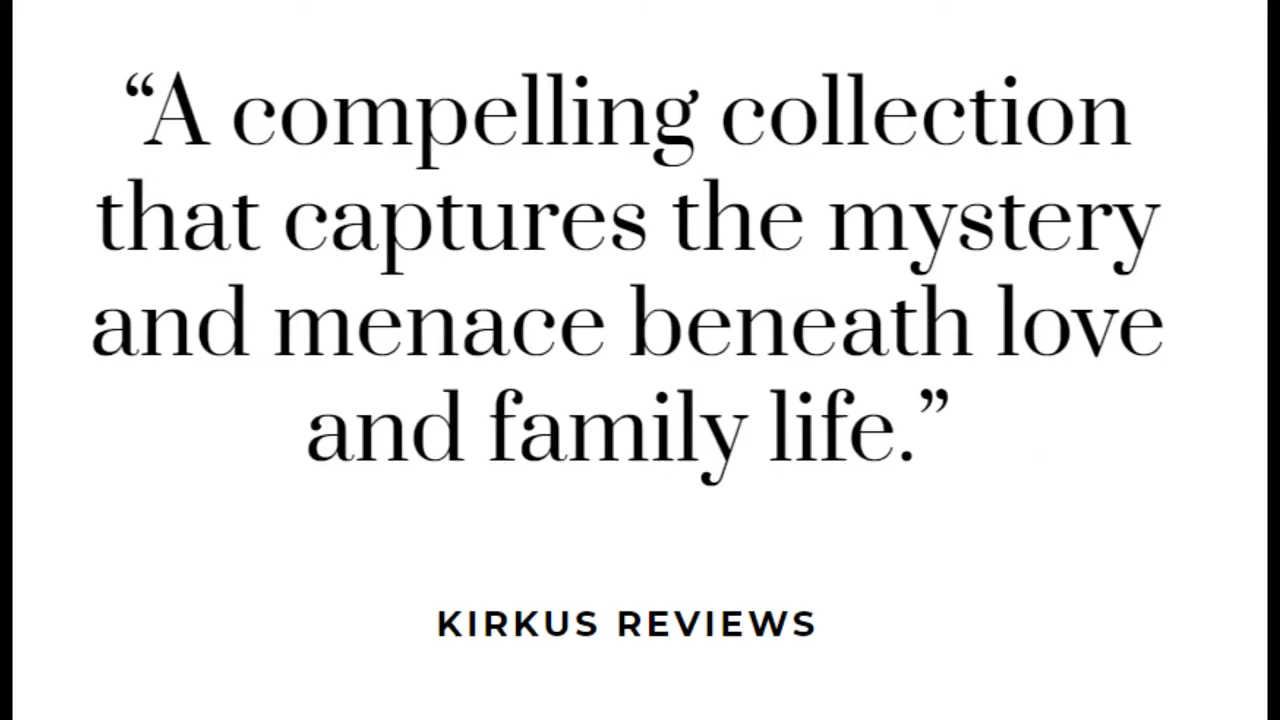 “A compelling collection
that captures the mystery
and menace beneath love
and family life.”
KIRKUS REVIEWS